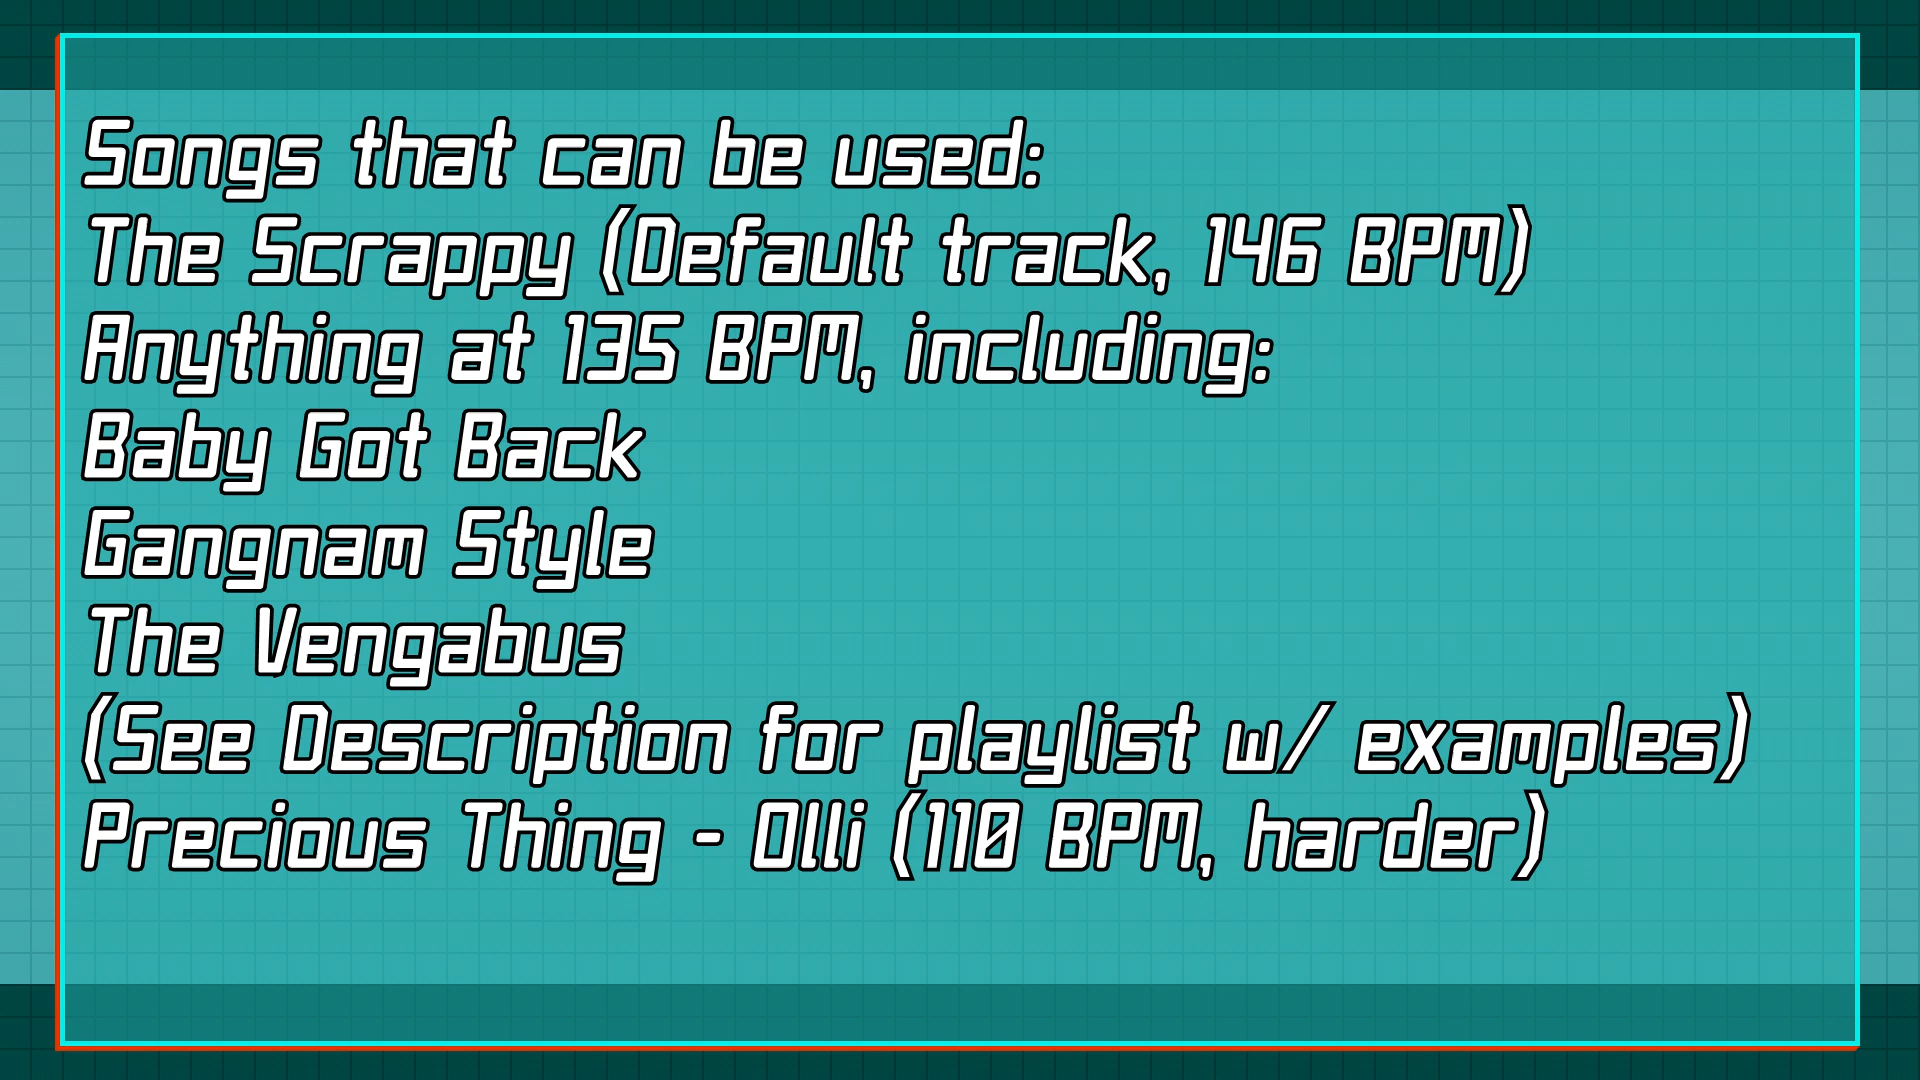 Songs that can be used:
The Scrappy (Default track, 146 BPM)
Anything at 135 BPM, including:
Baby Got Back
Gangnam Style
The Vengabus
(See Description for playlist w/ examples)
Precious Thing - Olli (110 BPM, harder)